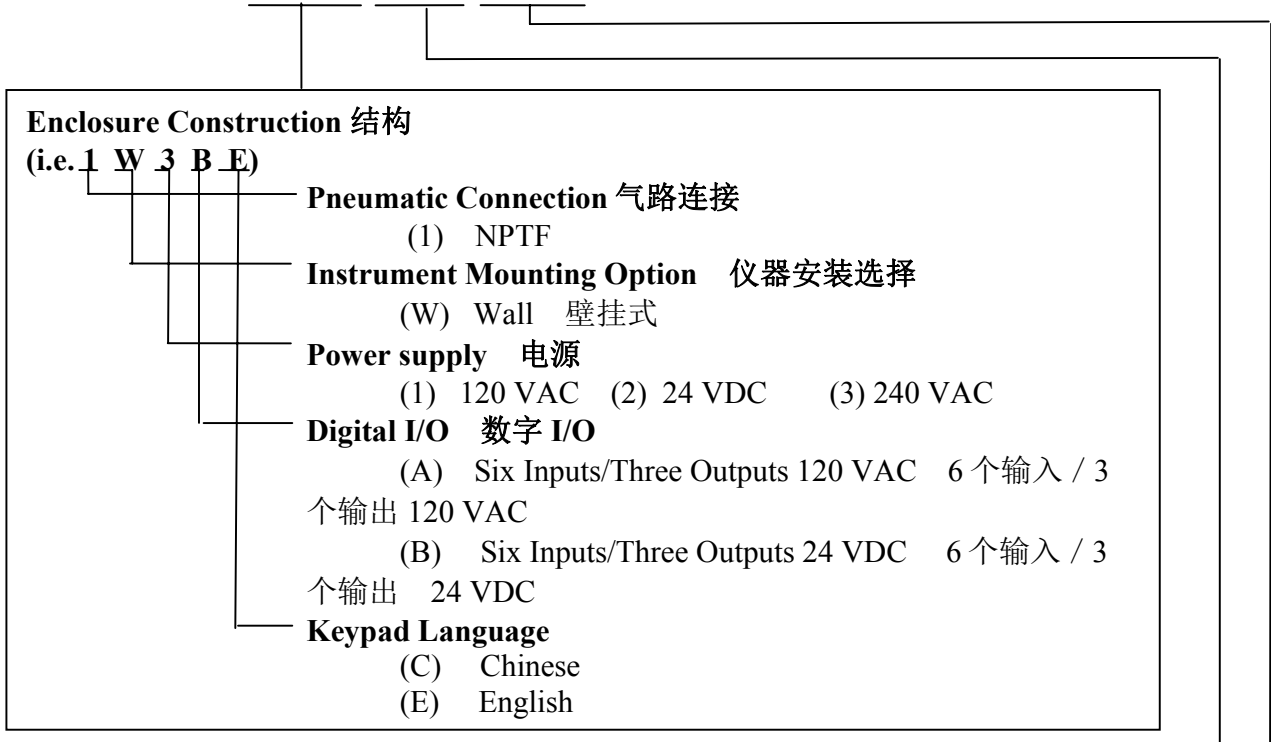 Enclosure Construction 结构
(i.e. 1 W 3 B E)
Pneumatic Connection 气路连接
(1) NPTF
Instrument Mounting Option 仪器安装选择
(W) Wall 壁挂式
Power supply 电源
(1) 120 VAC (2) 24 VDC (3) 240 VAC
Digital I/O 数字 I/O
(A) Six Inputs/Three Outputs 120 VAC 6 个输入 / 3
个输出 120 VAC
(B) Six Inputs/Three Outputs 24 VDC 6 个输入 / 3
个输出 24 VDC
Keypad Language
(C) Chinese
(E) English